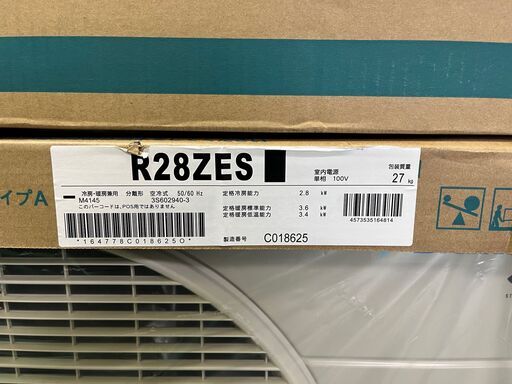 R28ZES
冷房・暖房兼用 分離形 空冷式 50/60 Hz
M4145 3S602940-3
このバーコードは、POS用ではありません
*164778C018625O*
定格冷房能力 2.8 kW
定格暖房標準能力 3.6 kW
定格暖房低温能力 3.4 kW
製造番号 C018625
室内電源
単相 100V
包装質量
27 kg
4573535164814
イプA